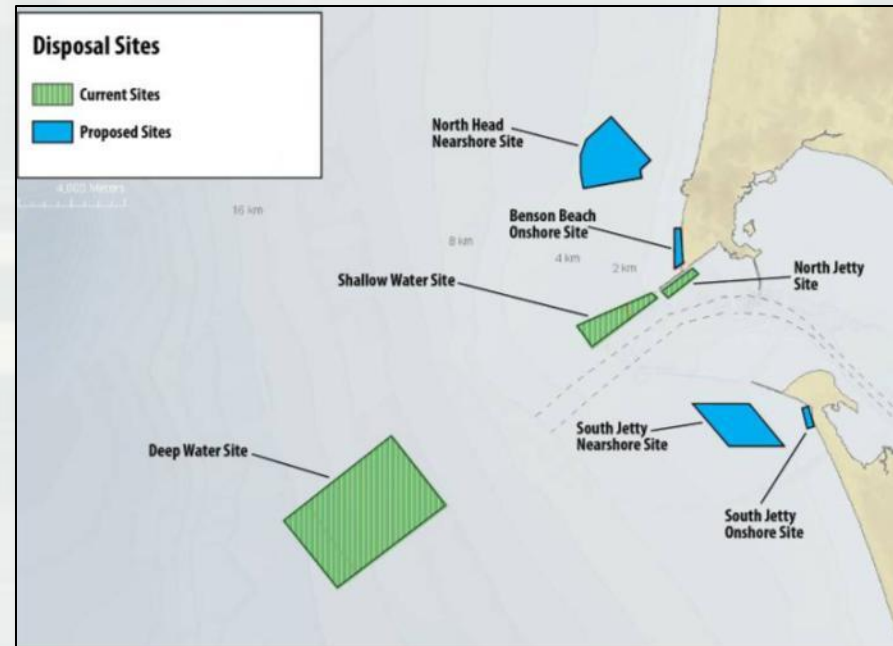 Disposal Sites
Current Sites
Proposed Sites
4,000 Meters
16 km
8 km
4 km
2 km
North Head
Nearshore Site
Benson Beach
Onshore Site
North Jetty
Site
Shallow Water Site
Deep Water Site
South Jetty
Nearshore Site
South Jetty
Onshore Site